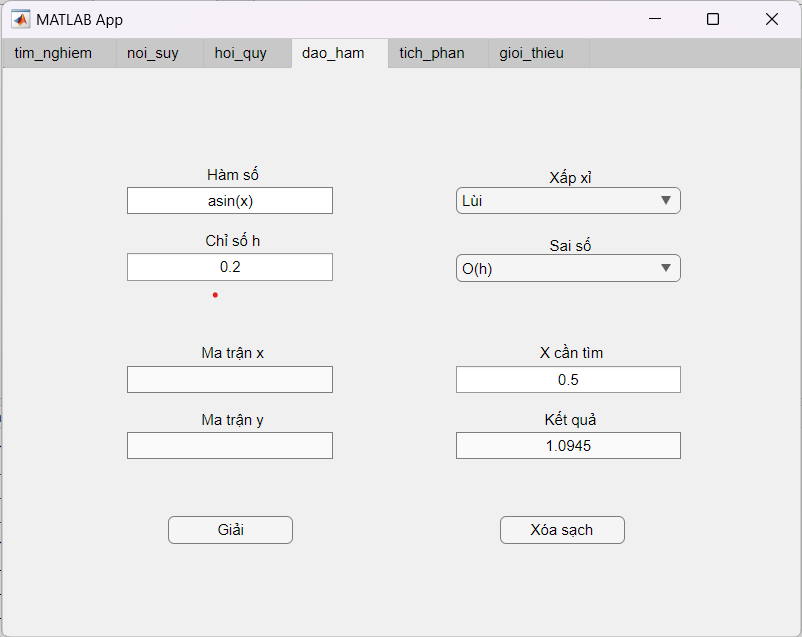 MATLAB App
tim_nghiem noi_suy hoi_quy dao_ham tich_phan gioi_thieu
Hàm số
asin(x)
Chỉ số h
0.2
Xấp xỉ
Lùi
Sai số
O(h)
Ma trận x
Ma trận y
X cần tìm
0.5
Kết quả
1.0945
Giải
Xóa sạch